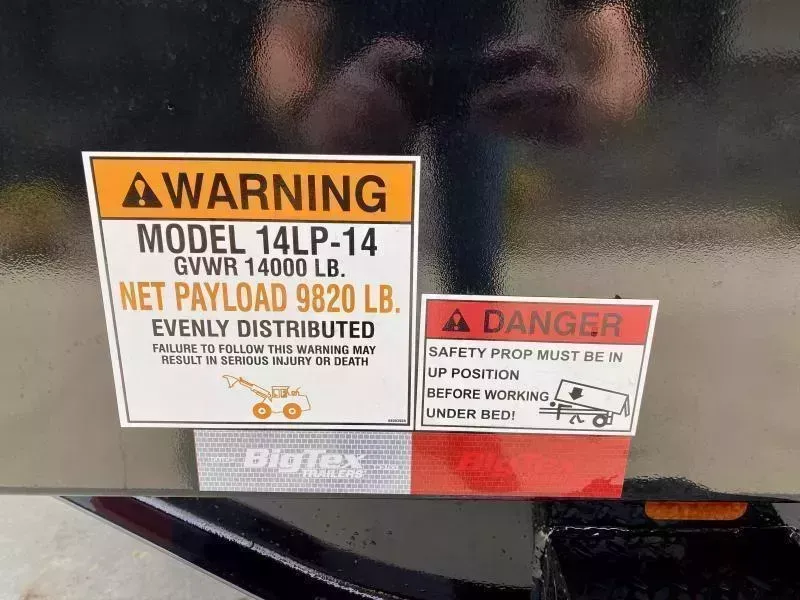 WARNING
MODEL 14LP-14
GVWR 14000 LB.
NET PAYLOAD 9820 LB.
EVENLY DISTRIBUTED
FAILURE TO FOLLOW THIS WARNING MAY
RESULT IN SERIOUS INJURY OR DEATH
DANGER
SAFETY PROP MUST BE IN
UP POSITION
BEFORE WORKING
UNDER BED!
BigTex
TRAILERS
BigTex